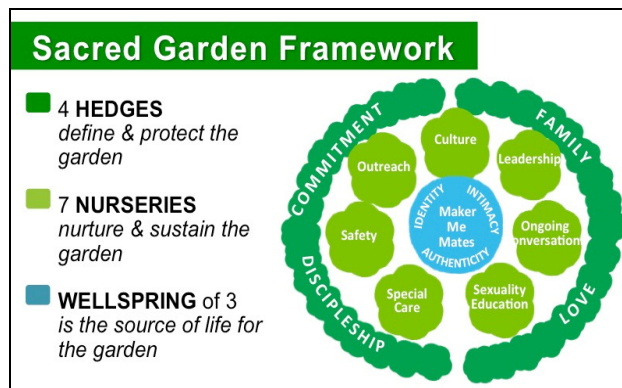 Sacred Garden Framework
4 HEDGES
define & protect the
garden
7 NURSERIES
nurture & sustain the
garden
WELLSPRING of 3
is the source of life for
the garden
COMMITMENT
FAMILY
DISCIPLESHIP
LOVE
Culture
Leadership
Outreach
Safety
Ongoing
onversation
Special
Care
Sexuality
Education
IDENTITY
INTIMACY
AUTHENTICITY
Maker
Me
Mates